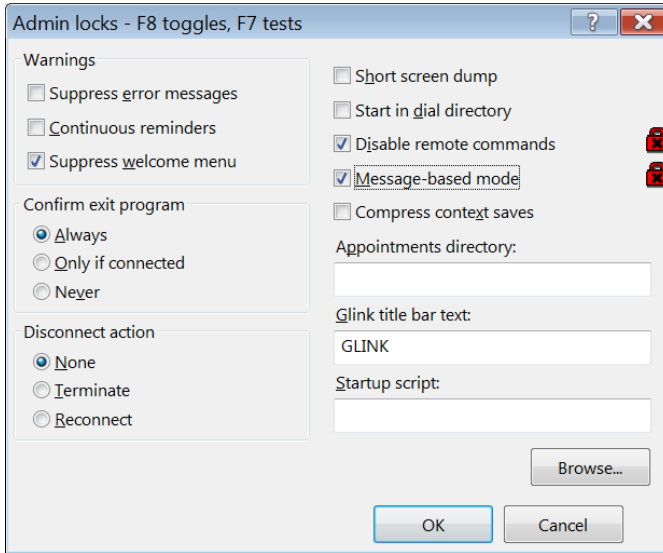 Admin locks - F8 toggles, F7 tests
Warnings
Suppress error messages
Continuous reminders
Suppress welcome menu
Confirm exit program
Always
Only if connected
Never
Disconnect action
None
Terminate
Reconnect
Short screen dump
Start in dial directory
Disable remote commands
Message-based mode
Compress context saves
Appointments directory:
Glink title bar text:
GLINK
Startup script:
Browse...
OK
Cancel